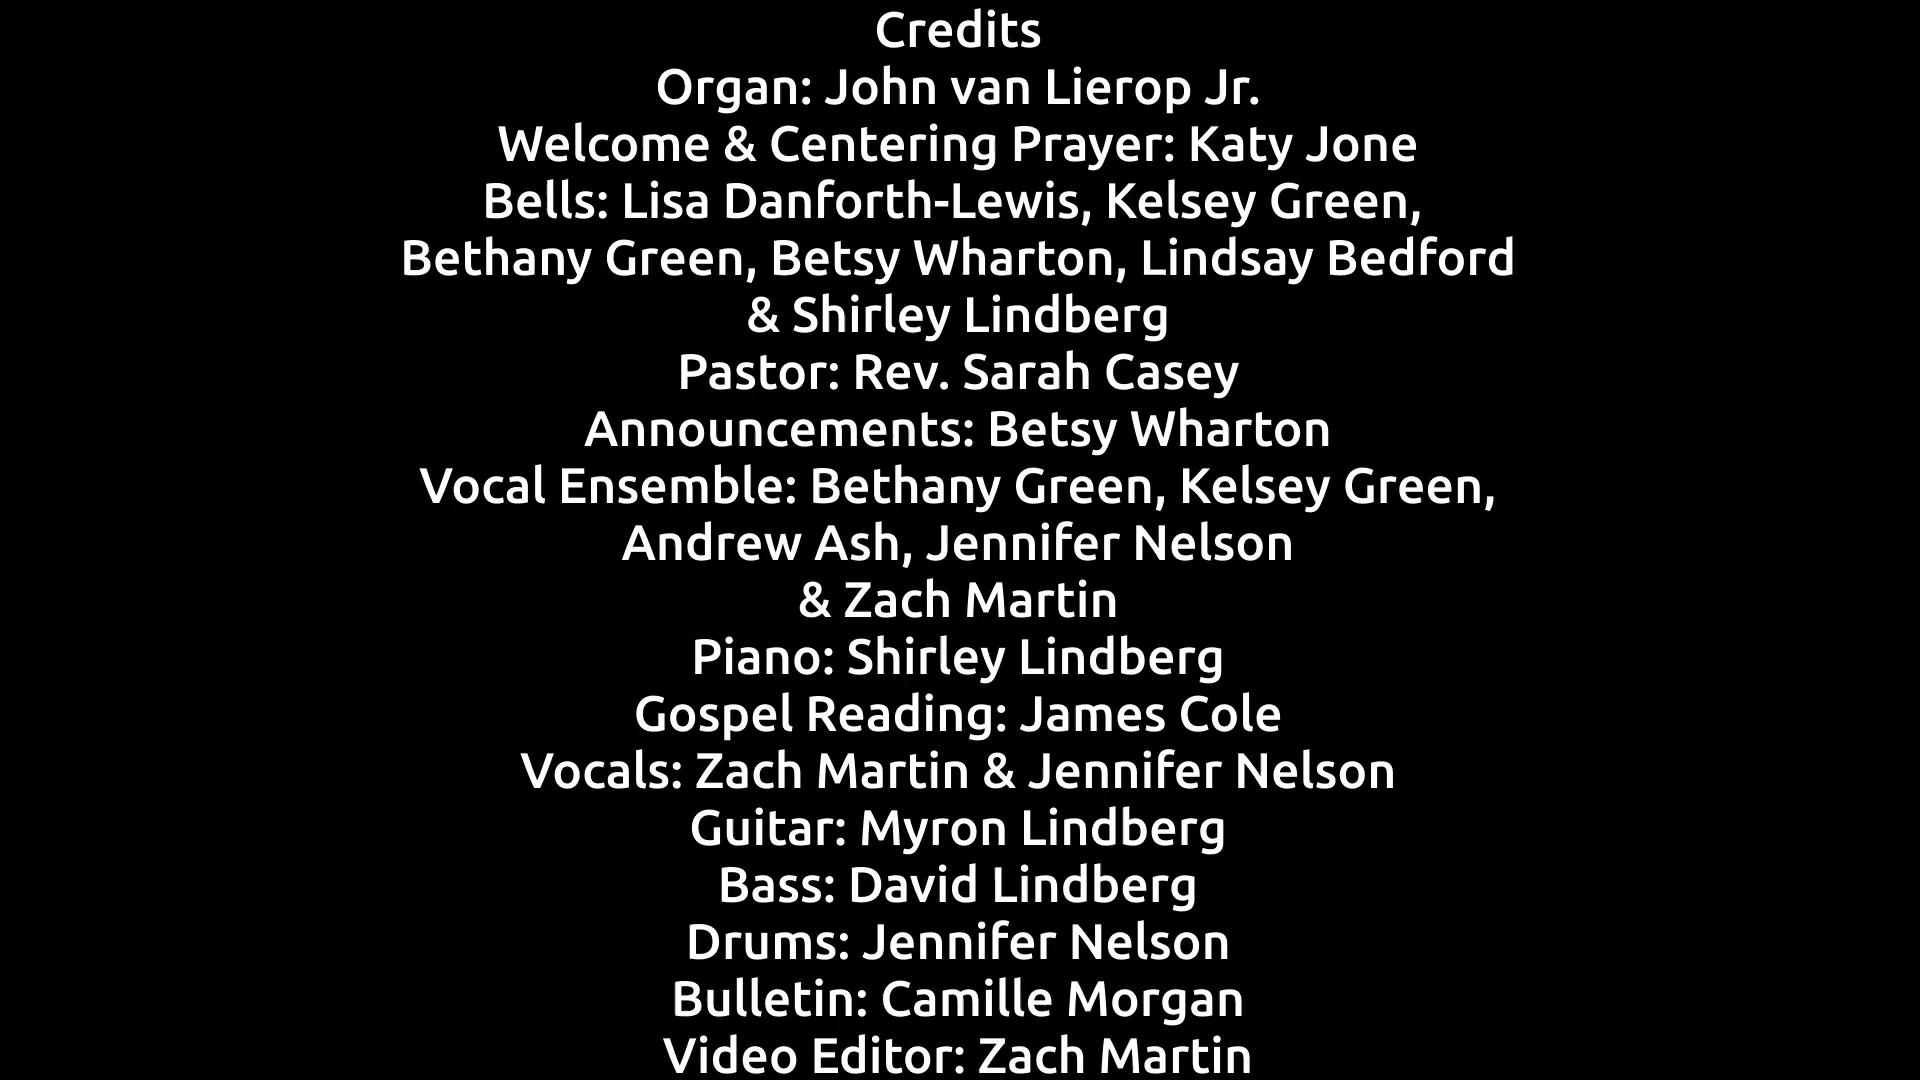 Credits
Organ: John van Lierop Jr.
Welcome & Centering Prayer: Katy Jone
Bells: Lisa Danforth-Lewis, Kelsey Green,
Bethany Green, Betsy Wharton, Lindsay Bedford
& Shirley Lindberg
Pastor: Rev. Sarah Casey
Announcements: Betsy Wharton
Vocal Ensemble: Bethany Green, Kelsey Green,
Andrew Ash, Jennifer Nelson
& Zach Martin
Piano: Shirley Lindberg
Gospel Reading: James Cole
Vocals: Zach Martin & Jennifer Nelson
Guitar: Myron Lindberg
Bass: David Lindberg
Drums: Jennifer Nelson
Bulletin: Camille Morgan
Video Editor: Zach Martin